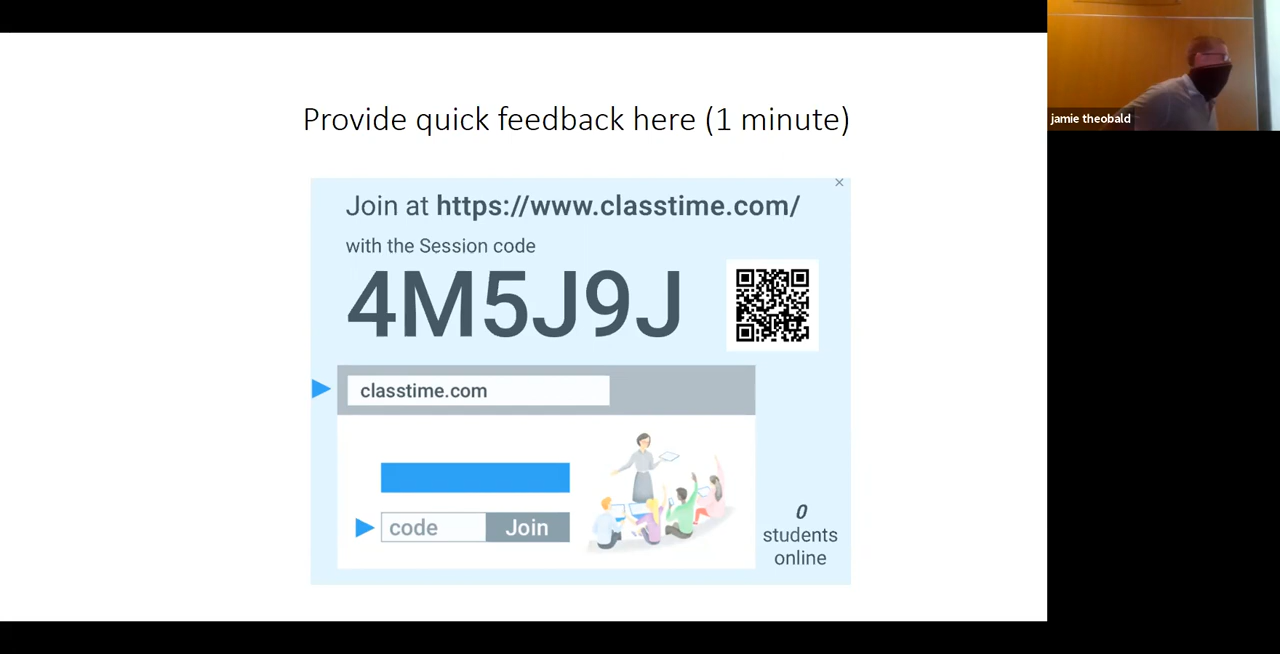 Provide quick feedback here (1 minute)
Join at https://www.classtime.com/
with the Session code
4M5J9J
classtime.com
code
Join
0
students
online
jamie theobald